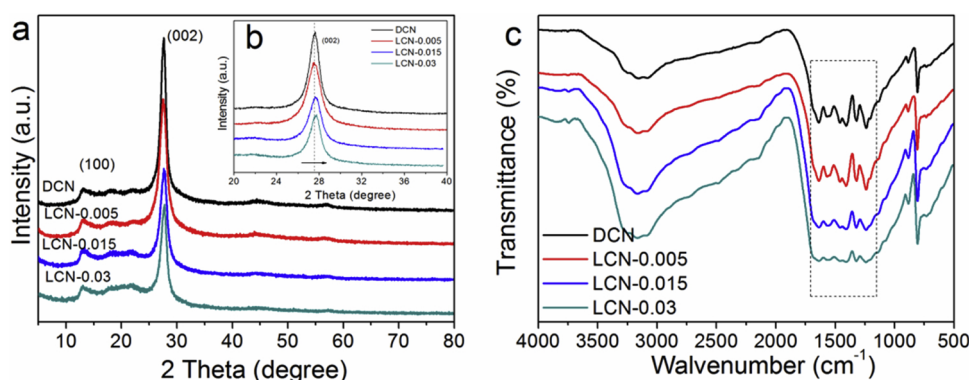 a
(002)
(100)
DCN
LCN-0.005
LCN-0.015
LCN-0.03
Intensity (a.u.)
10 20 30 40 50 60 70 80
2 Theta (degree)
b
(002)
DCN
LCN-0.005
LCN-0.015
LCN-0.03
Intensity (a.u.)
20 24 28 32 36 40
2 Theta (degree)
c
Transmittance (%)
DCN
LCN-0.005
LCN-0.015
LCN-0.03
4000 3500 3000 2500 2000 1500 1000 500
Walvenumber (cm-1)